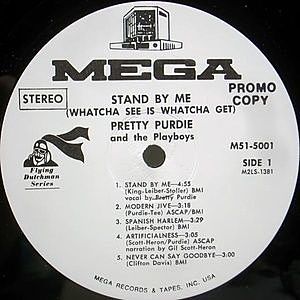 MEGA
STEREO
STAND BY ME
(WHATCHA SEE IS WHATCHA GET)
PRETTY PURDIE
and the Playboys
PROMO
COPY
MS1-5001
SIDE 1
M2LS-1381
Flying
Dutchman
Series
1. STAND BY ME—4:55
(King-Leiber-Stoller) BMI
vocal by Pretty Purdie
2. MODERN JIVE—3:18
(Purdie-Tee) ASCAP/BMI
3. SPANISH HARLEM—3:29
(Leiber-Spector) BMI
4. ARTIFICIALNESS—3:05
(Scott-Heron/Purdie) ASCAP
narration by Gil Scott-Heron
5. NEVER CAN SAY GOODBYE—3:00
(Clifton Davis) BMI
MEGA RECORDS & TAPES, INC. USA